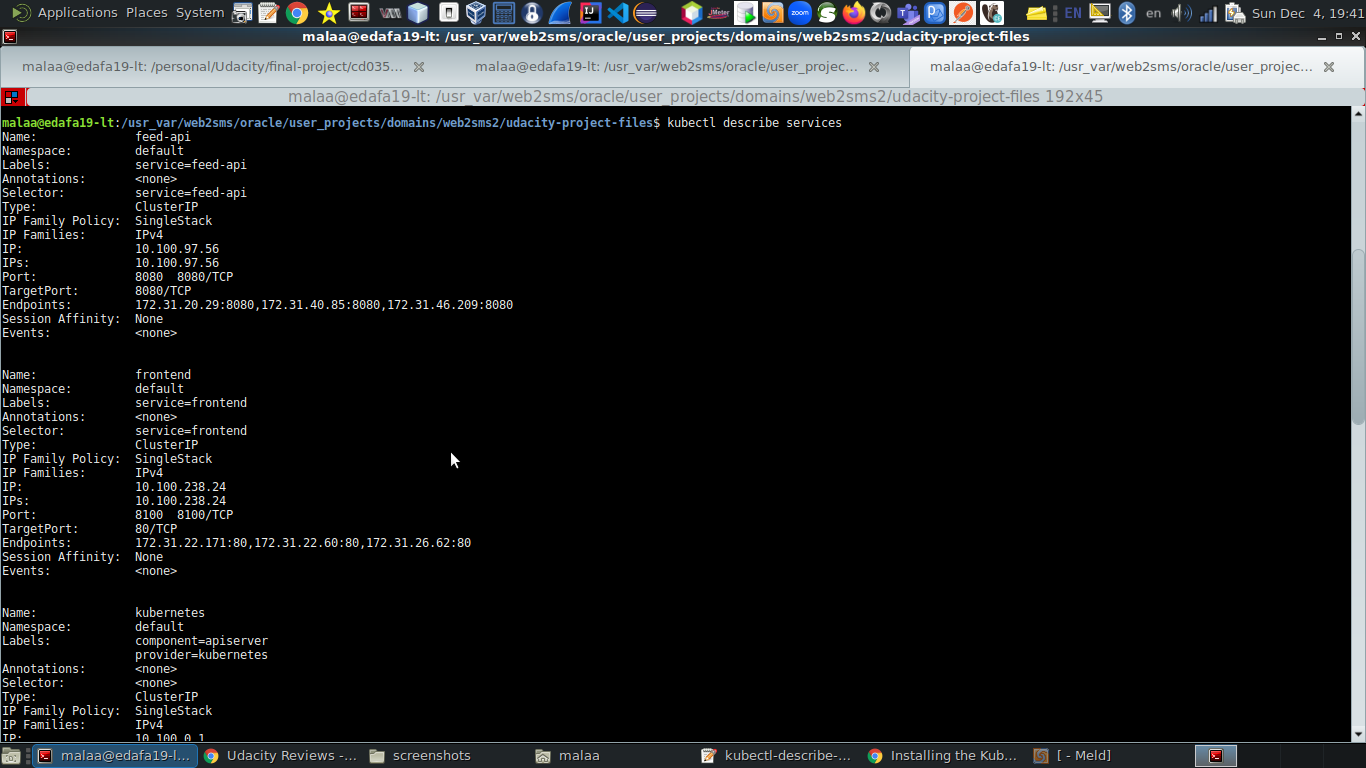 Applications Places System
EN
en
Sun Dec 4, 19:41
malaa@edafa19-lt: /usr_var/web2sms/oracle/user_projects/domains/web2sms2/udacity-project-files
malaa@edafa19-lt: /personal/Udacity/final-project/cd035...
malaa@edafa19-lt: /usr_var/web2sms/oracle/user_projec...
malaa@edafa19-lt: /usr_var/web2sms/oracle/user_projec...
malaa@edafa19-lt: /usr_var/web2sms/oracle/user_projects/domains/web2sms2/udacity-project-files 192x45
malaa@edafa19-lt:/usr_var/web2sms/oracle/user_projects/domains/web2sms2/udacity-project-files$ kubectl describe services
Name:              feed-api
Namespace:         default
Labels:            service=feed-api
Annotations:       <none>
Selector:          service=feed-api
Type:              ClusterIP
IP Family Policy:  SingleStack
IP Families:       IPv4
IP:                10.100.97.56
IPs:               10.100.97.56
Port:              8080  8080/TCP
TargetPort:        8080/TCP
Endpoints:         172.31.20.29:8080,172.31.40.85:8080,172.31.46.209:8080
Session Affinity:  None
Events:            <none>
Name:              frontend
Namespace:         default
Labels:            service=frontend
Annotations:       <none>
Selector:          service=frontend
Type:              ClusterIP
IP Family Policy:  SingleStack
IP Families:       IPv4
IP:                10.100.238.24
IPs:               10.100.238.24
Port:              8100  8100/TCP
TargetPort:        80/TCP
Endpoints:         172.31.22.171:80,172.31.22.60:80,172.31.26.62:80
Session Affinity:  None
Events:            <none>
Name:              kubernetes
Namespace:         default
Labels:            component=apiserver
                   provider=kubernetes
Annotations:       <none>
Selector:          <none>
Type:              ClusterIP
IP Family Policy:  SingleStack
IP Families:       IPv4
IP:                10.100.0.1
malaa@edafa19-l...
Udacity Reviews -...
screenshots
malaa
kubectl-describe-...
Installing the Kub...
[ - Meld]